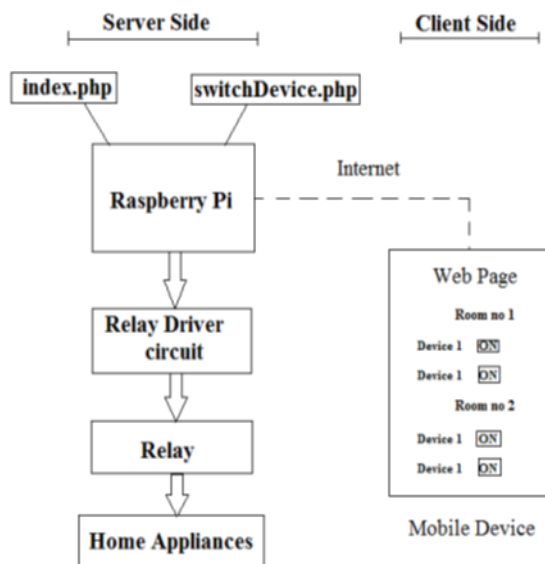 Server Side
Client Side
index.php
switchDevice.php
Raspberry Pi
Internet
Relay Driver
circuit
Relay
Home Appliances
Web Page
Room no 1
Device 1 ON
Device 1 ON
Room no 2
Device 1 ON
Device 1 ON
Mobile Device